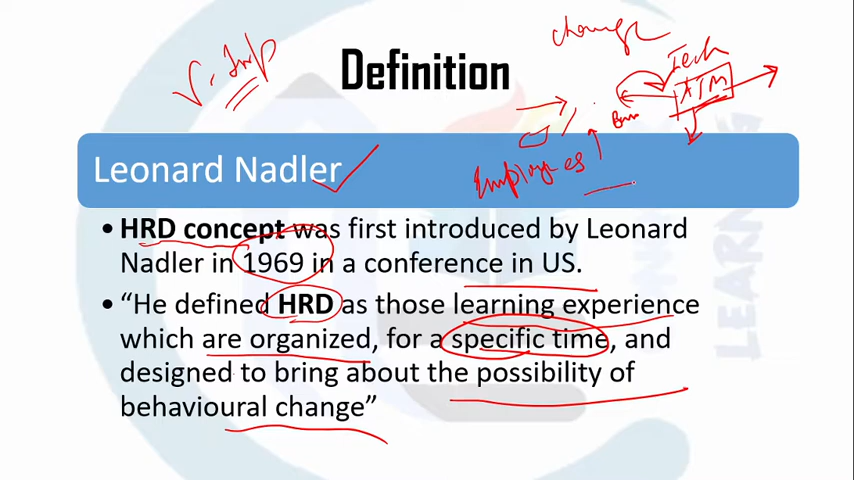 change
V. Imp
Definition
Tech
ATM
Employees
Leonard Nadler
• HRD concept was first introduced by Leonard
Nadler in 1969 in a conference in US.
• “He defined HRD as those learning experience
which are organized, for a specific time, and
designed to bring about the possibility of
behavioural change”
LEARNING